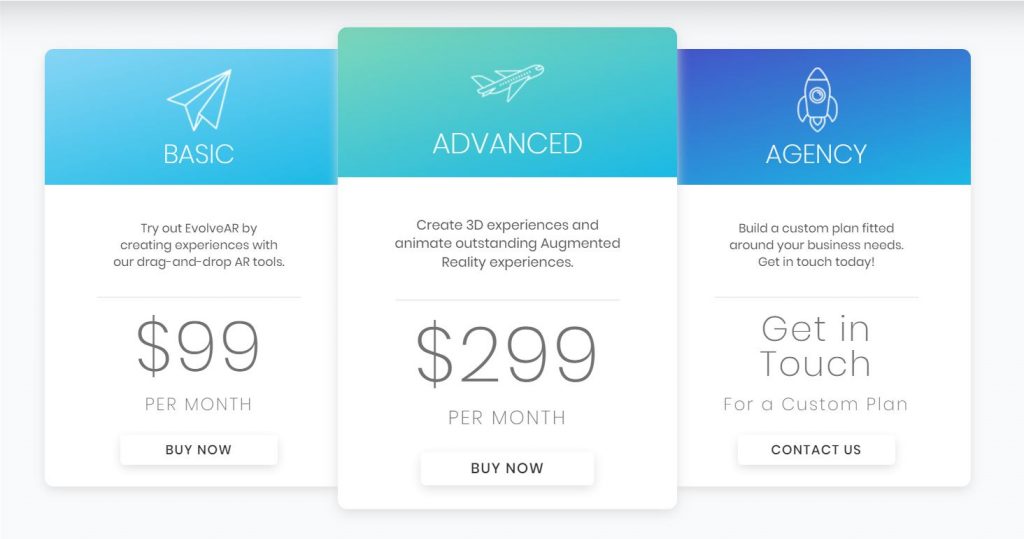 BASIC
Try out EvolveAR by
creating experiences with
our drag-and-drop AR tools.
$99
PER MONTH
BUY NOW
ADVANCED
Create 3D experiences and
animate outstanding Augmented
Reality experiences.
$299
PER MONTH
BUY NOW
AGENCY
Build a custom plan fitted
around your business needs.
Get in touch today!
Get in
Touch
For a Custom Plan
CONTACT US